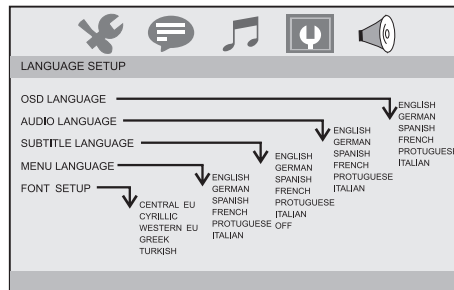 LANGUAGE SETUP
OSD LANGUAGE
ENGLISH
GERMAN
SPANISH
FRENCH
PROTUGUESE
ITALIAN
AUDIO LANGUAGE
ENGLISH
GERMAN
SPANISH
FRENCH
PROTUGUESE
ITALIAN
SUBTITLE LANGUAGE
ENGLISH
GERMAN
SPANISH
FRENCH
PROTUGUESE
ITALIAN
OFF
MENU LANGUAGE
ENGLISH
GERMAN
SPANISH
FRENCH
PROTUGUESE
ITALIAN
FONT SETUP
CENTRAL EU
CYRILLIC
WESTERN EU
GREEK
TURKISH